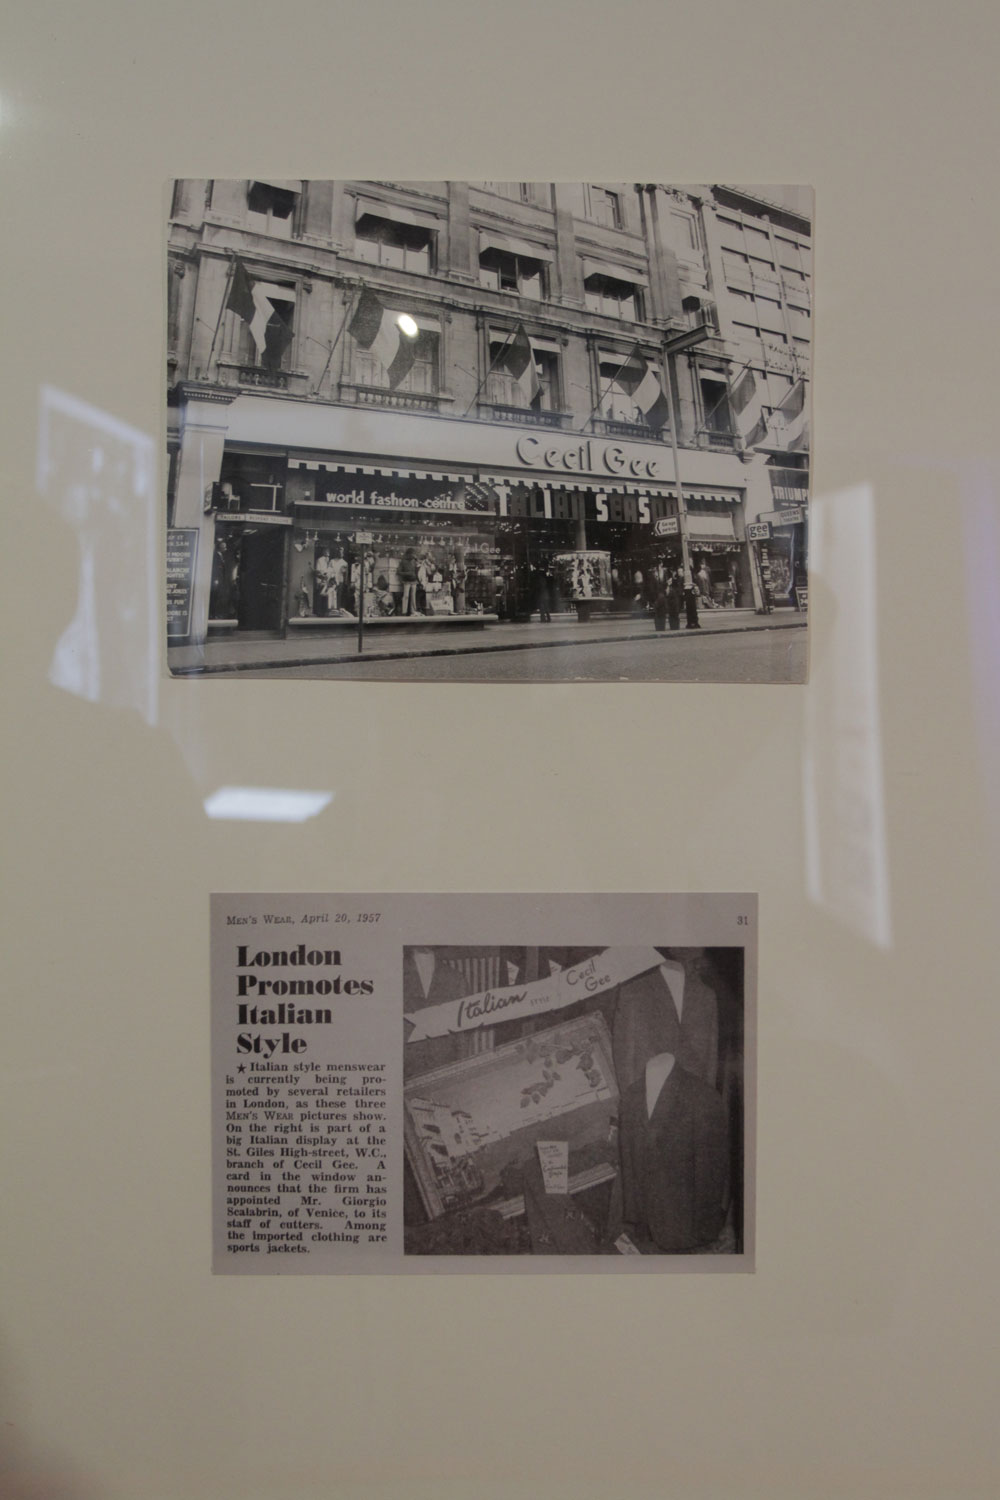 Cecil Gee
world fashion centre
ITALIAN SEASON
Garage
gee
QUEENS
THEATRE
TRIUMPH
MEN'S WEAR, April 20, 1957
31
London
Promotes
Italian
Style
★ Italian style menswear
is currently being pro-
moted by several retailers
in London, as these three
MEN'S WEAR pictures show.
On the right is part of a
big Italian display at the
St. Giles High-street, W.C.,
branch of Cecil Gee. A
card in the window an-
nounces that the firm has
appointed Mr. Giorgio
Scalabrin, of Venice, to its
staff of cutters. Among
the imported clothing are
sports jackets.
Italian STYLE
Cecil
Gee